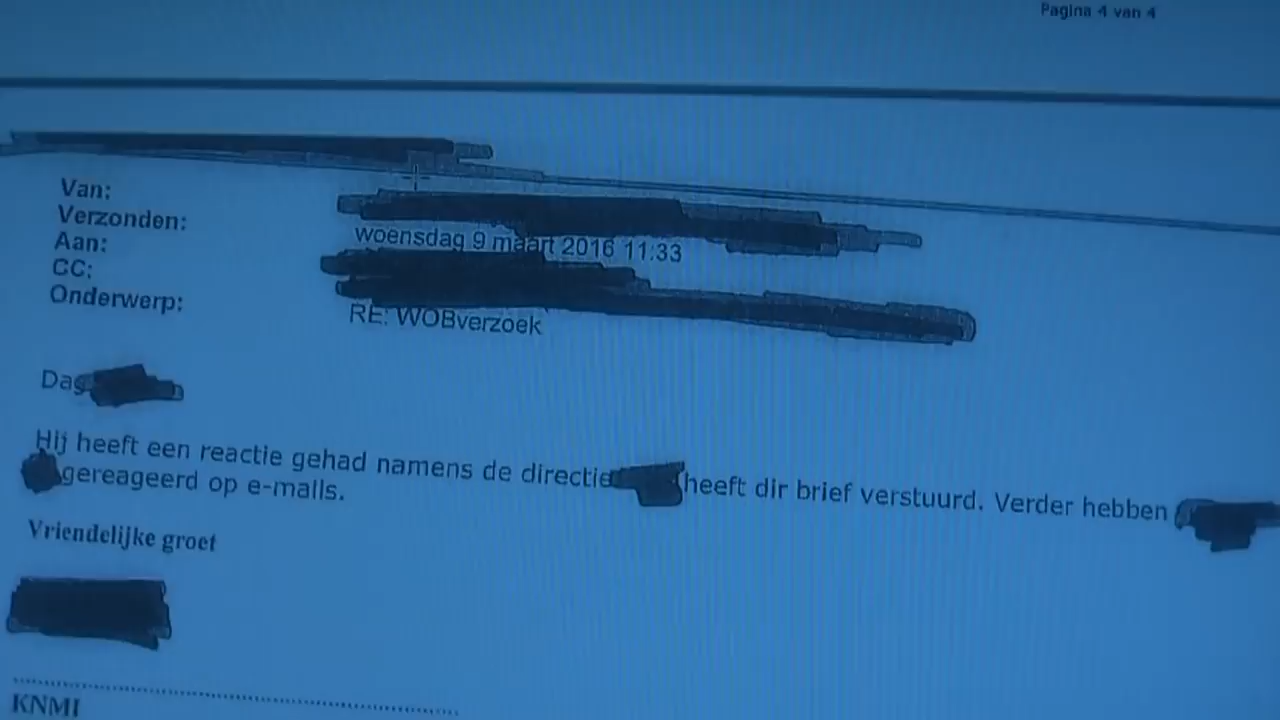 Pagina 4 van 4
Van:
Verzonden: woensdag 9 maart 2016 11:33
Aan:
CC:
Onderwerp: RE: WOBverzoek
Dag
Hij heeft een reactie gehad namens de directie heeft dir brief verstuurd. Verder hebben
gereageerd op e-mails.
Vriendelijke groet
KNMI